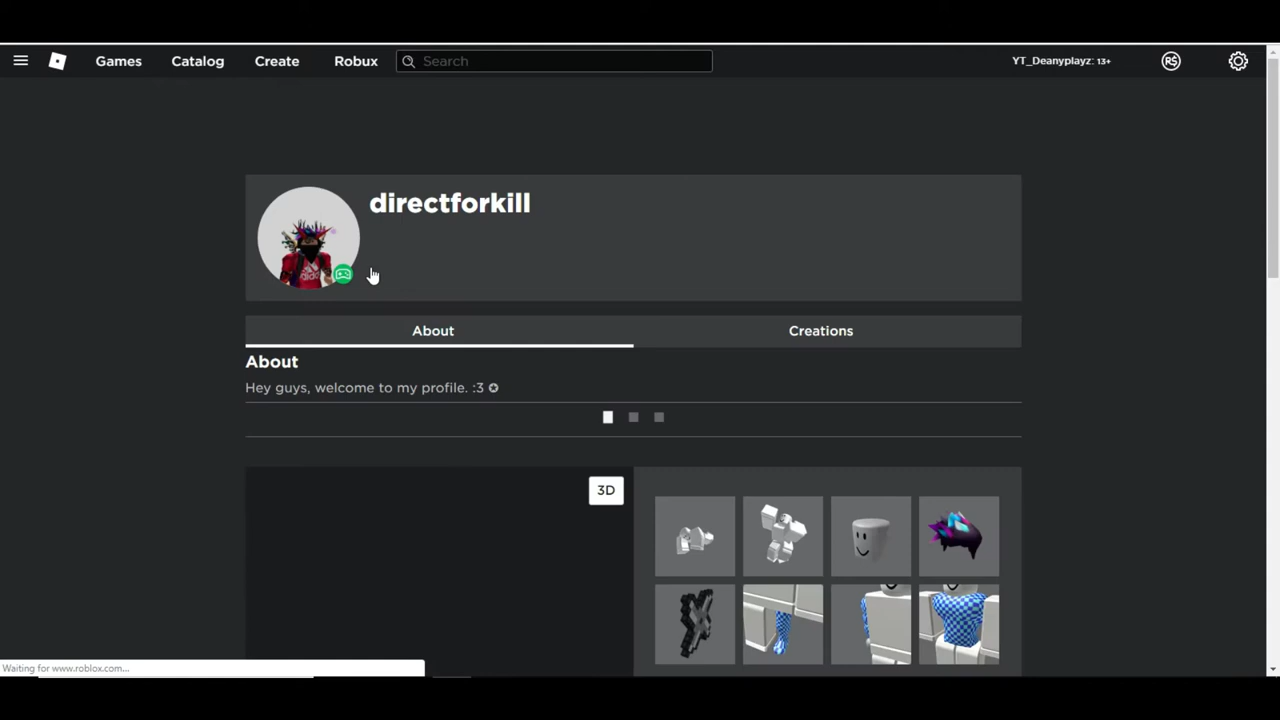 Games Catalog Create Robux Search YT_Deanyplayz: 13+ R$
directforkill
adidas
About Creations
About
Hey guys, welcome to my profile. :3 ✪
3D
Waiting for www.roblox.com...